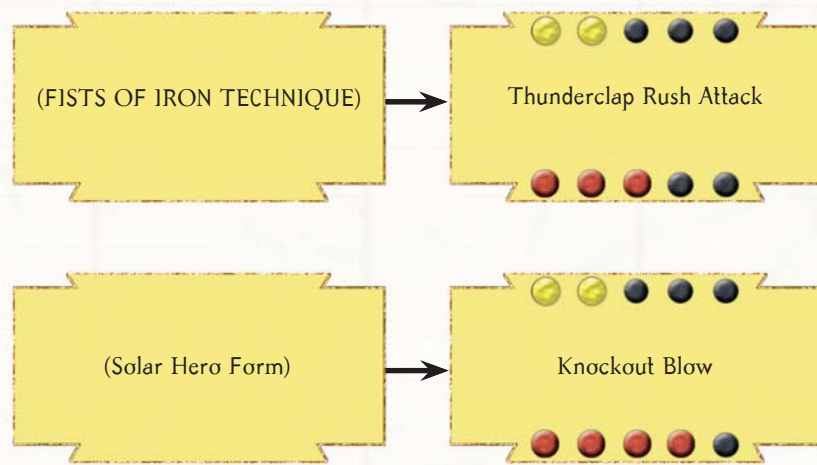 (FISTS OF IRON TECHNIQUE)
Thunderclap Rush Attack
(Solar Hero Form)
Knockout Blow